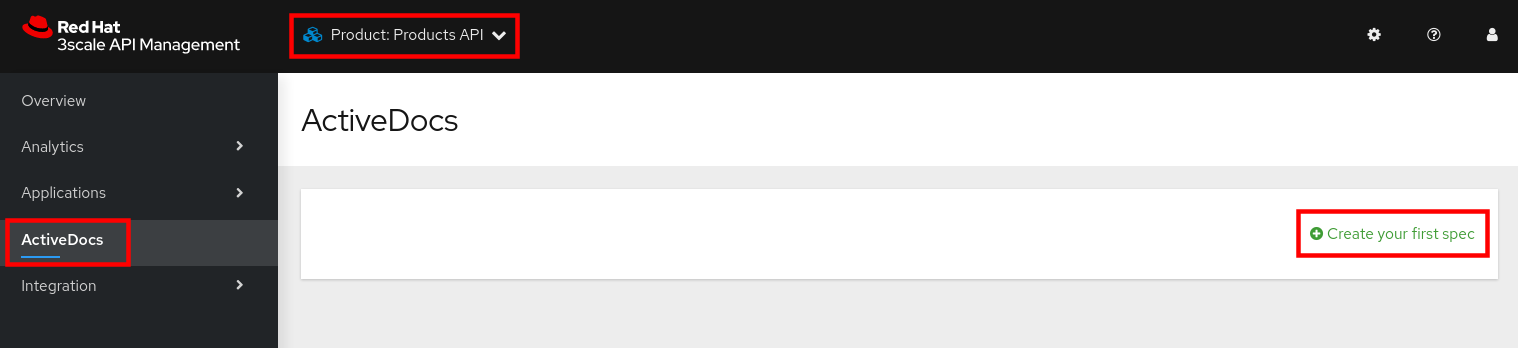 Red Hat
3scale API Management
Product: Products API
Overview
Analytics
Applications
ActiveDocs
Integration
ActiveDocs
Create your first spec